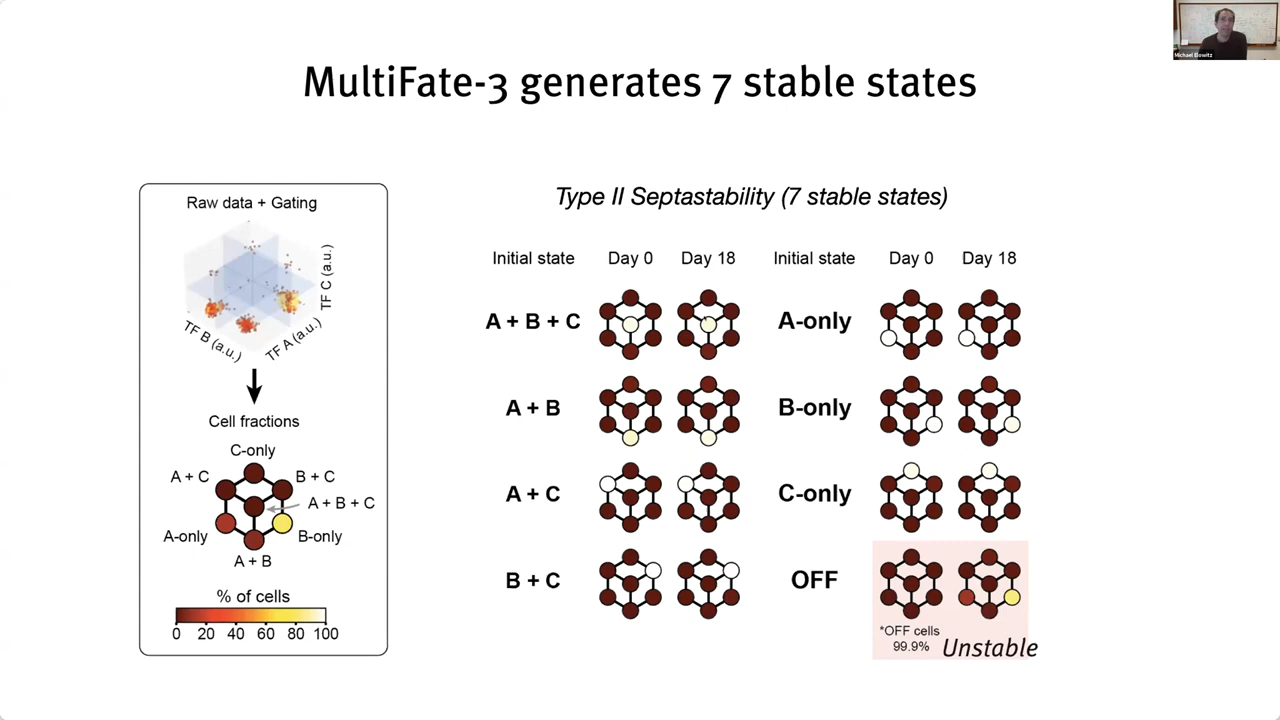 Michael Elowitz
MultiFate-3 generates 7 stable states
Raw data + Gating
TF C (a.u.)
TF B (a.u.)
TF A (a.u.)
Cell fractions
C-only
A + C
B + C
A + B + C
A-only
B-only
A + B
% of cells
0 20 40 60 80 100
Type II Septastability (7 stable states)
Initial state Day 0 Day 18 Initial state Day 0 Day 18
A + B + C A-only
A + B B-only
A + C C-only
B + C OFF
*OFF cells
99.9%
Unstable